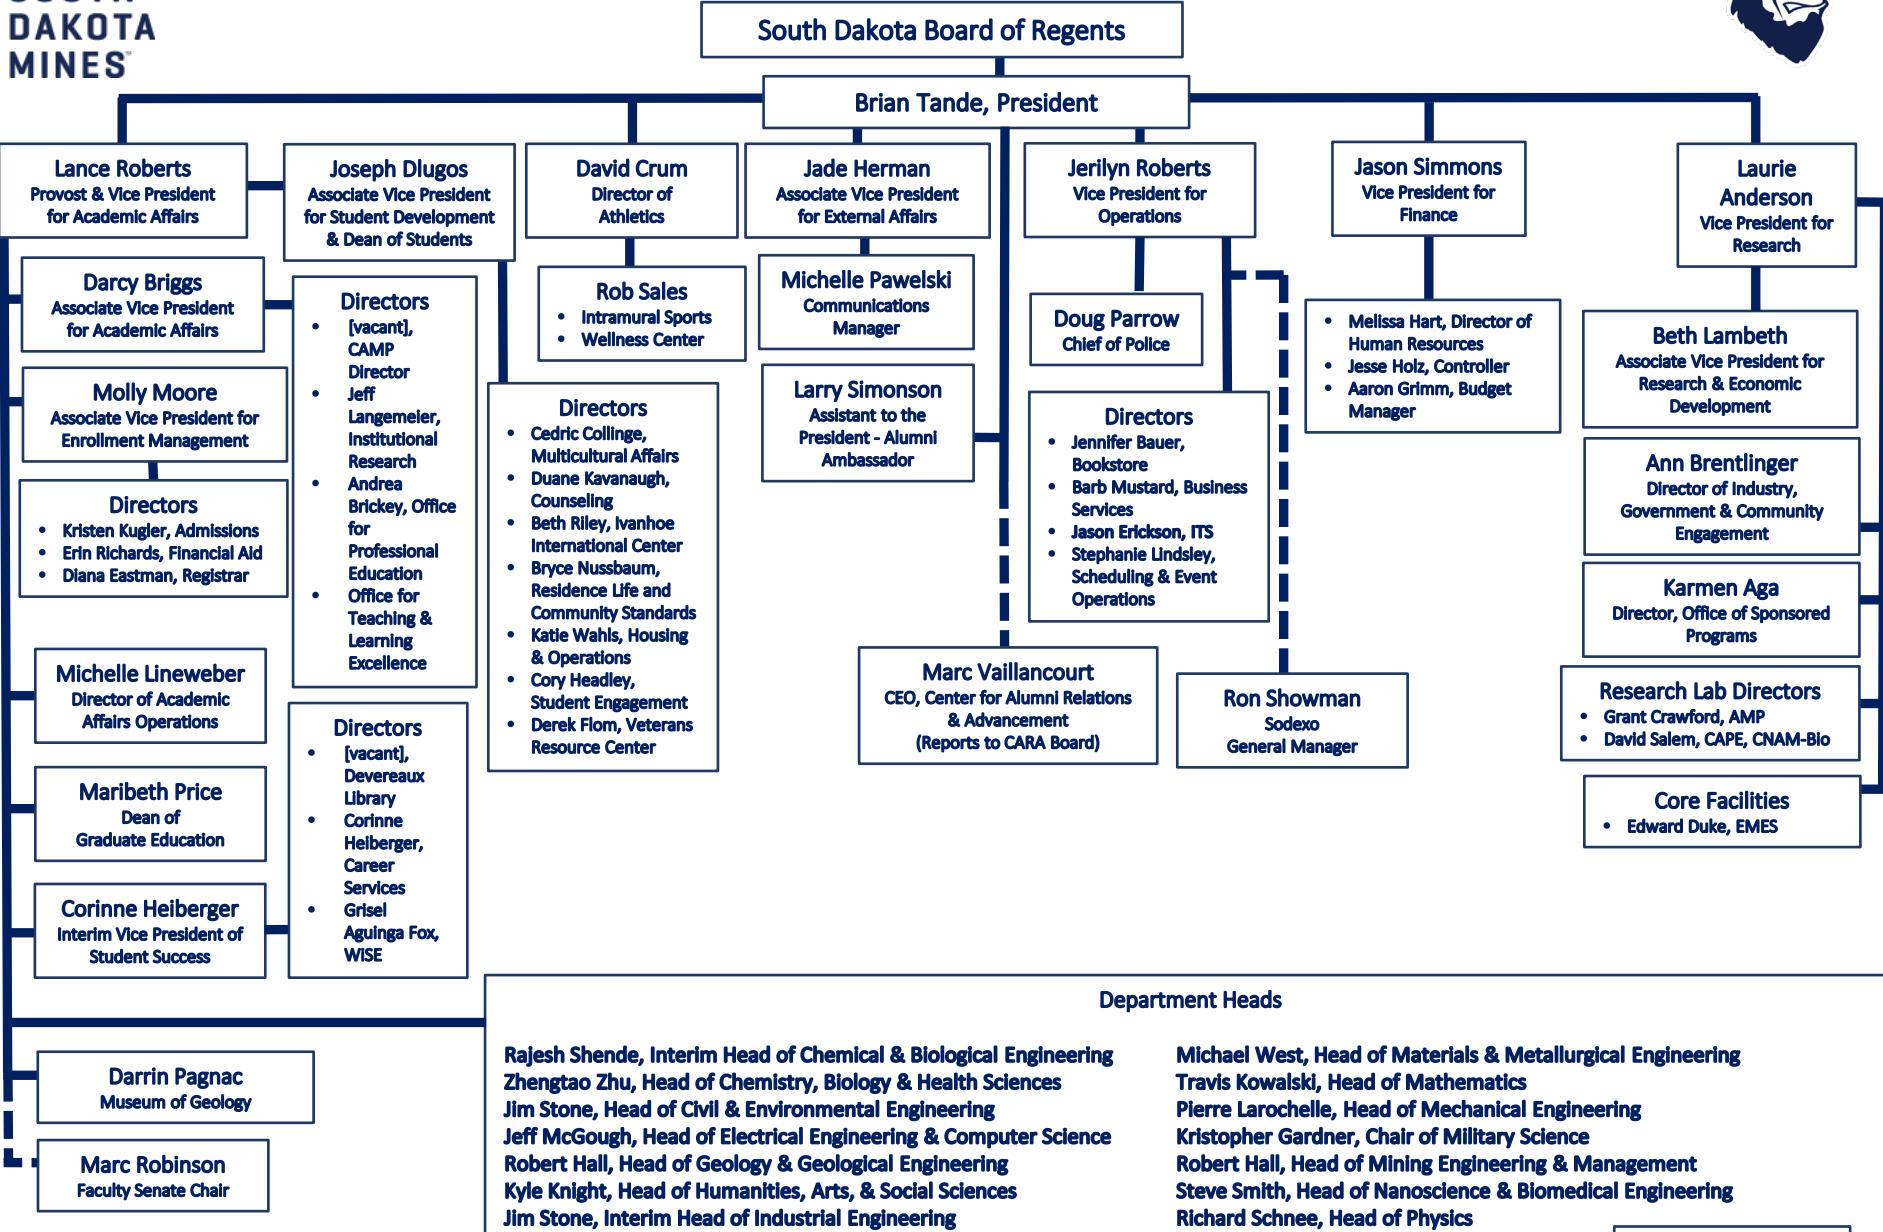 DAKOTA
MINES
South Dakota Board of Regents
Brian Tande, President
Lance Roberts
Provost & Vice President
for Academic Affairs
Joseph Dlugos
Associate Vice President
for Student Development
& Dean of Students
David Crum
Director of
Athletics
Jade Herman
Associate Vice President
for External Affairs
Jerilyn Roberts
Vice President for
Operations
Jason Simmons
Vice President for
Finance
Laurie
Anderson
Vice President for
Research
Darcy Briggs
Associate Vice President
for Academic Affairs
Molly Moore
Associate Vice President for
Enrollment Management
Directors
• Kristen Kugler, Admissions
• Erin Richards, Financial Aid
• Diana Eastman, Registrar
Directors
• [vacant],
CAMP
Director
• Jeff
Langemeier,
Institutional
Research
• Andrea
Brickey, Office
for
Professional
Education
• Office for
Teaching &
Learning
Excellence
Michelle Lineweber
Director of Academic
Affairs Operations
Maribeth Price
Dean of
Graduate Education
Corinne Heiberger
Interim Vice President of
Student Success
Directors
• [vacant],
Devereaux
Library
• Corinne
Heiberger,
Career
Services
• Grisel
Aguinga Fox,
WISE
Directors
• Cedric Collinge,
Multicultural Affairs
• Duane Kavanaugh,
Counseling
• Beth Riley, Ivanhoe
International Center
• Bryce Nussbaum,
Residence Life and
Community Standards
• Katie Wahls, Housing
& Operations
• Cory Headley,
Student Engagement
• Derek Flom, Veterans
Resource Center
Rob Sales
• Intramural Sports
• Wellness Center
Michelle Pawelski
Communications
Manager
Larry Simonson
Assistant to the
President - Alumni
Ambassador
Marc Vaillancourt
CEO, Center for Alumni Relations
& Advancement
(Reports to CARA Board)
Doug Parrow
Chief of Police
Directors
• Jennifer Bauer,
Bookstore
• Barb Mustard, Business
Services
• Jason Erickson, ITS
• Stephanie Lindsley,
Scheduling & Event
Operations
Ron Showman
Sodexo
General Manager
• Melissa Hart, Director of
Human Resources
• Jesse Holz, Controller
• Aaron Grimm, Budget
Manager
Beth Lambeth
Associate Vice President for
Research & Economic
Development
Ann Brentlinger
Director of Industry,
Government & Community
Engagement
Karmen Aga
Director, Office of Sponsored
Programs
Research Lab Directors
• Grant Crawford, AMP
• David Salem, CAPE, CNAM-Bio
Core Facilities
• Edward Duke, EMES
Darrin Pagnac
Museum of Geology
Marc Robinson
Faculty Senate Chair
Department Heads
Rajesh Shende, Interim Head of Chemical & Biological Engineering
Zhengtao Zhu, Head of Chemistry, Biology & Health Sciences
Jim Stone, Head of Civil & Environmental Engineering
Jeff McGough, Head of Electrical Engineering & Computer Science
Robert Hall, Head of Geology & Geological Engineering
Kyle Knight, Head of Humanities, Arts, & Social Sciences
Jim Stone, Interim Head of Industrial Engineering
Michael West, Head of Materials & Metallurgical Engineering
Travis Kowalski, Head of Mathematics
Pierre Larochelle, Head of Mechanical Engineering
Kristopher Gardner, Chair of Military Science
Robert Hall, Head of Mining Engineering & Management
Steve Smith, Head of Nanoscience & Biomedical Engineering
Richard Schnee, Head of Physics